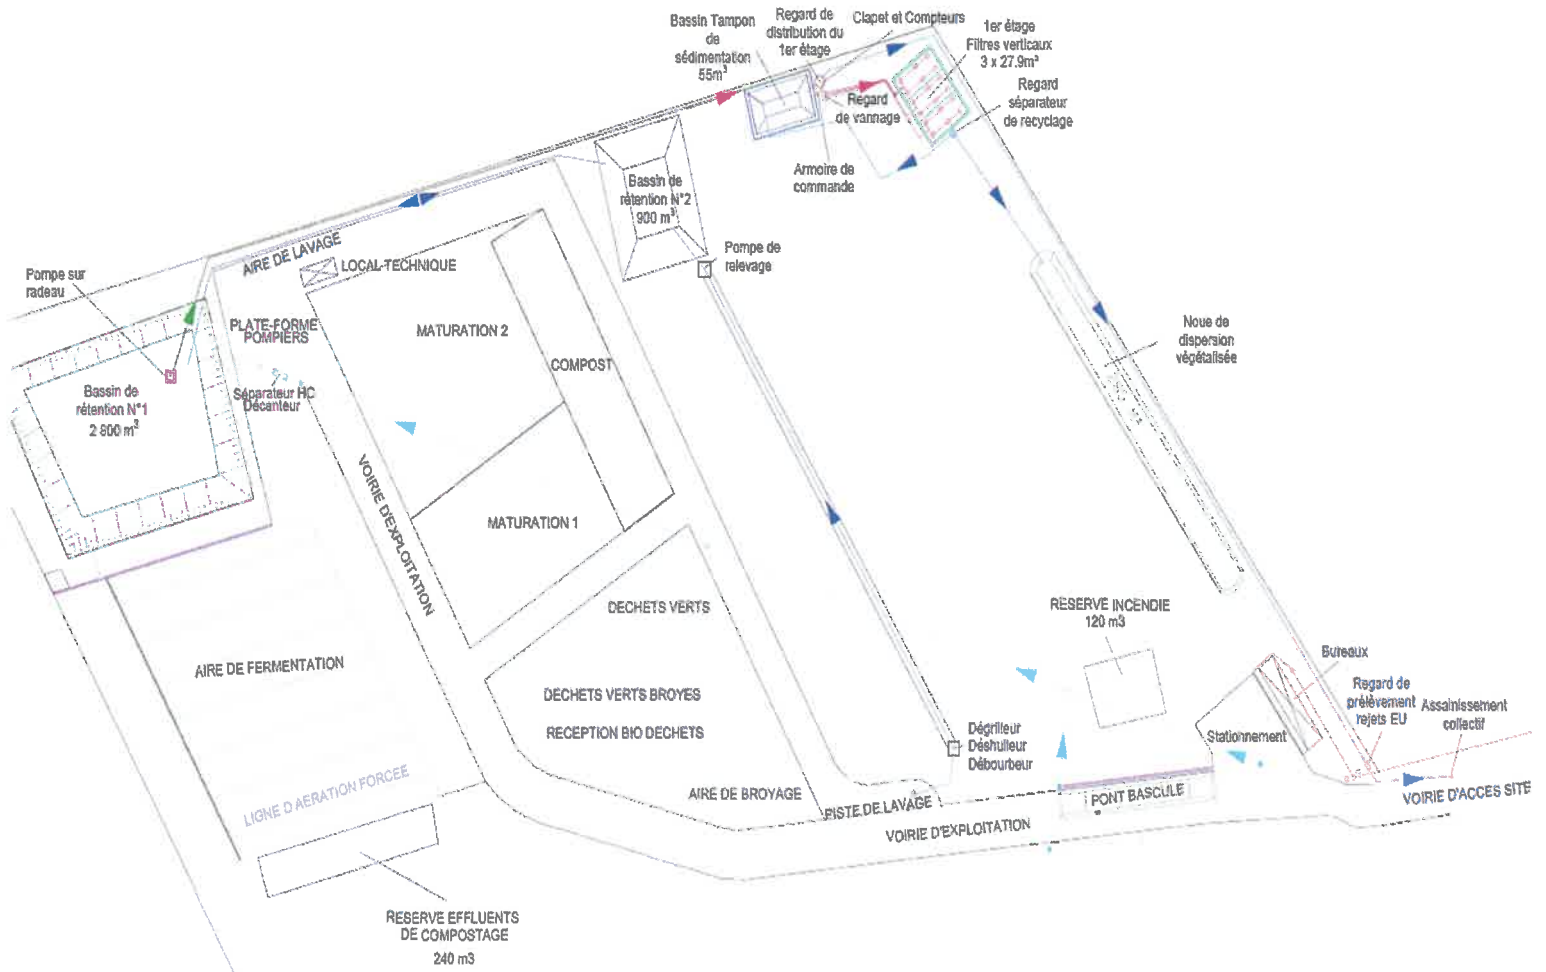 Bassin Tampon
de
sédimentation
55m³
Regard de
distribution du
1er étage
Clapet et Compteurs
1er étage
Filtres verticaux
3 x 27.9m²
Regard
séparateur
de recyclage
Regard
de vannage
Armoire de
commande
Bassin de
rétention N°2
900 m³
Pompe de
relevage
AIRE DE LAVAGE
LOCAL TECHNIQUE
Pompe sur
radeau
PLATE-FORME
POMPIERS
MATURATION 2
COMPOST
Noue de
dispersion
végétalisée
Bassin de
rétention N°1
2 800 m³
Séparateur HC
Décanteur
VOIRIE D'EXPLOITATION
MATURATION 1
DECHETS VERTS
RESERVE INCENDIE
120 m3
AIRE DE FERMENTATION
DECHETS VERTS BROYES
RECEPTION BIO DECHETS
Bureaux
Regard de
prélèvement
rejets EU
Assainissement
collectif
Dégrilleur
Déshuileur
Débourbeur
Stationnement
LIGNE D AERATION FORCEE
AIRE DE BROYAGE
PISTE DE LAVAGE
PONT BASCULE
VOIRIE D'ACCES SITE
VOIRIE D'EXPLOITATION
RESERVE EFFLUENTS
DE COMPOSTAGE
240 m3